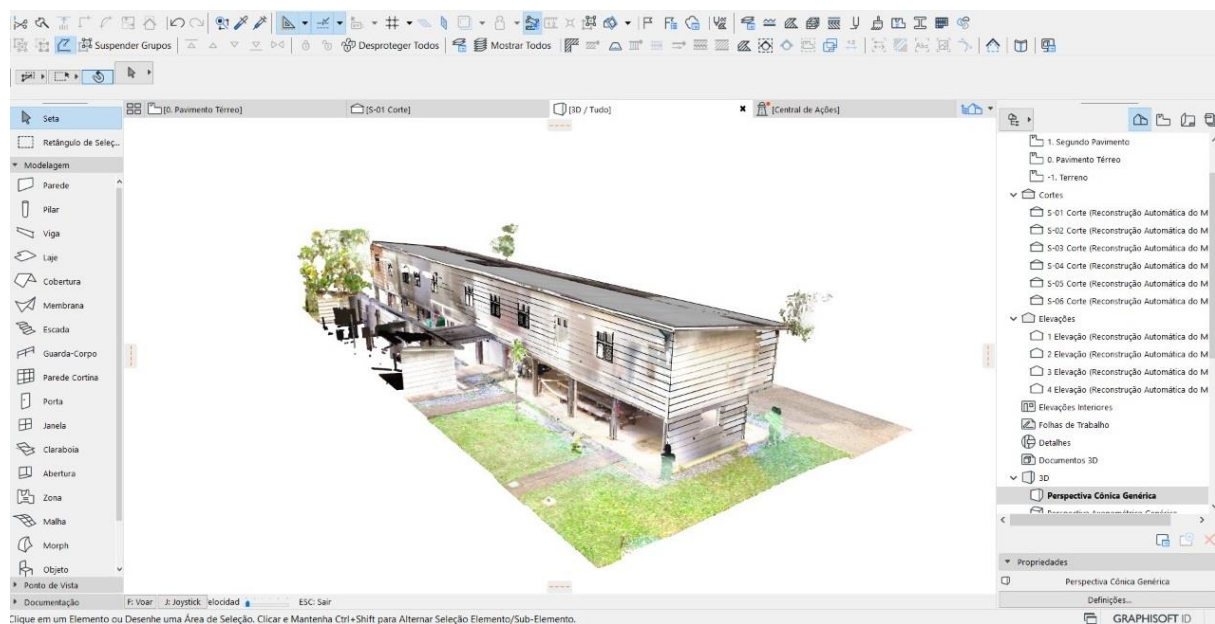 Suspender Grupos
Desproteger Todos
Mostrar Todos
Seta
Retângulo de Seleç...
Modelagem
Parede
Pilar
Viga
Laje
Cobertura
Membrana
Escada
Guarda-Corpo
Parede Cortina
Porta
Janela
Claraboia
Abertura
Zona
Malha
Morph
Objeto
Ponto de Vista
Documentação
[0. Pavimento Térreo]
[S-01 Corte]
[3D / Tudo]
[Central de Ações]
1. Segundo Pavimento
0. Pavimento Térreo
-1. Terreno
Cortes
S-01 Corte (Reconstrução Automática do M
S-02 Corte (Reconstrução Automática do M
S-03 Corte (Reconstrução Automática do M
S-04 Corte (Reconstrução Automática do M
S-05 Corte (Reconstrução Automática do M
S-06 Corte (Reconstrução Automática do M
Elevações
1 Elevação (Reconstrução Automática do M
2 Elevação (Reconstrução Automática do M
3 Elevação (Reconstrução Automática do M
4 Elevação (Reconstrução Automática do M
Elevações Interiores
Folhas de Trabalho
Detalhes
Documentos 3D
3D
Perspectiva Cônica Genérica
Propriedades
Perspectiva Cônica Genérica
Definições...
F: Voar J: Joystick elocidad ESC: Sair
Clique em um Elemento ou Desenhe uma Área de Seleção. Clicar e Mantenha Ctrl+Shift para Alternar Seleção Elemento/Sub-Elemento.
GRAPHISOFT ID